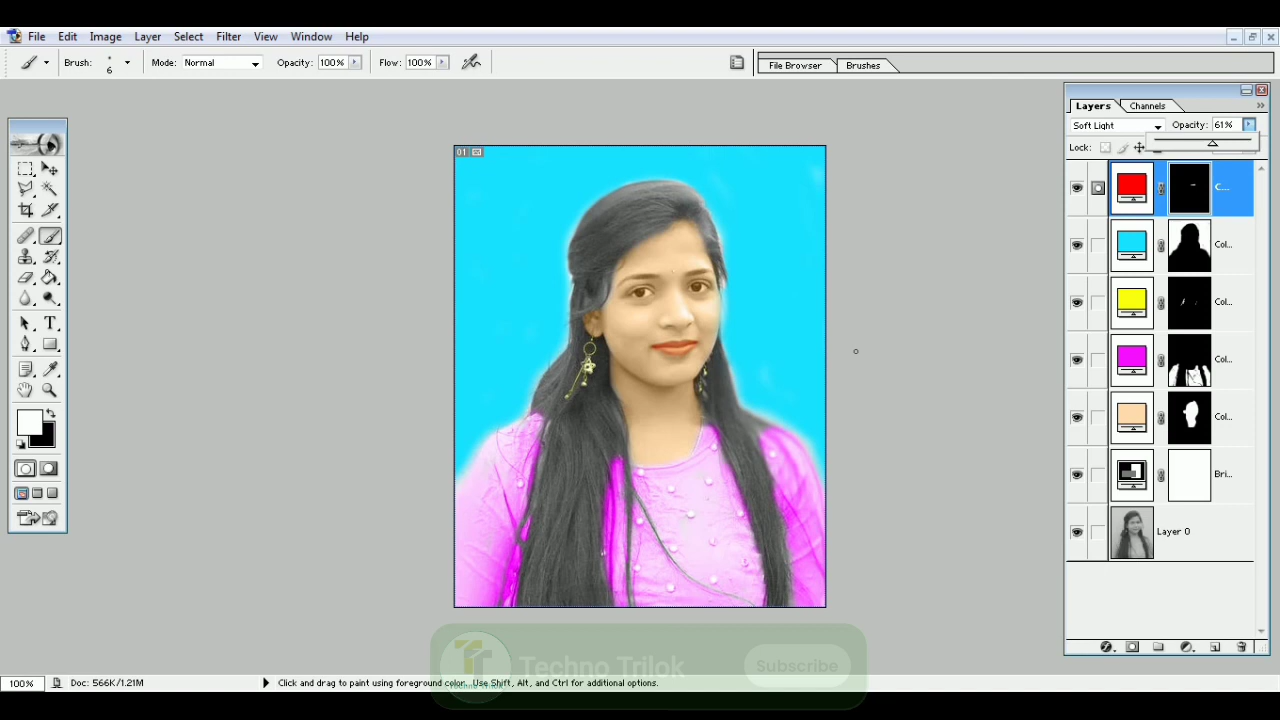 File Edit Image Layer Select Filter View Window Help
Brush: 6 Mode: Normal Opacity: 100% Flow: 100% File Browser Brushes
Layers Channels
Soft Light Opacity: 61%
Lock:
01
C...
Col...
Col...
Col...
Col...
Bri...
Layer 0
Techno Trilok Subscribe
100% Doc: 566K/1.21M Click and drag to paint using foreground color. Use Shift, Alt, and Ctrl for additional options.